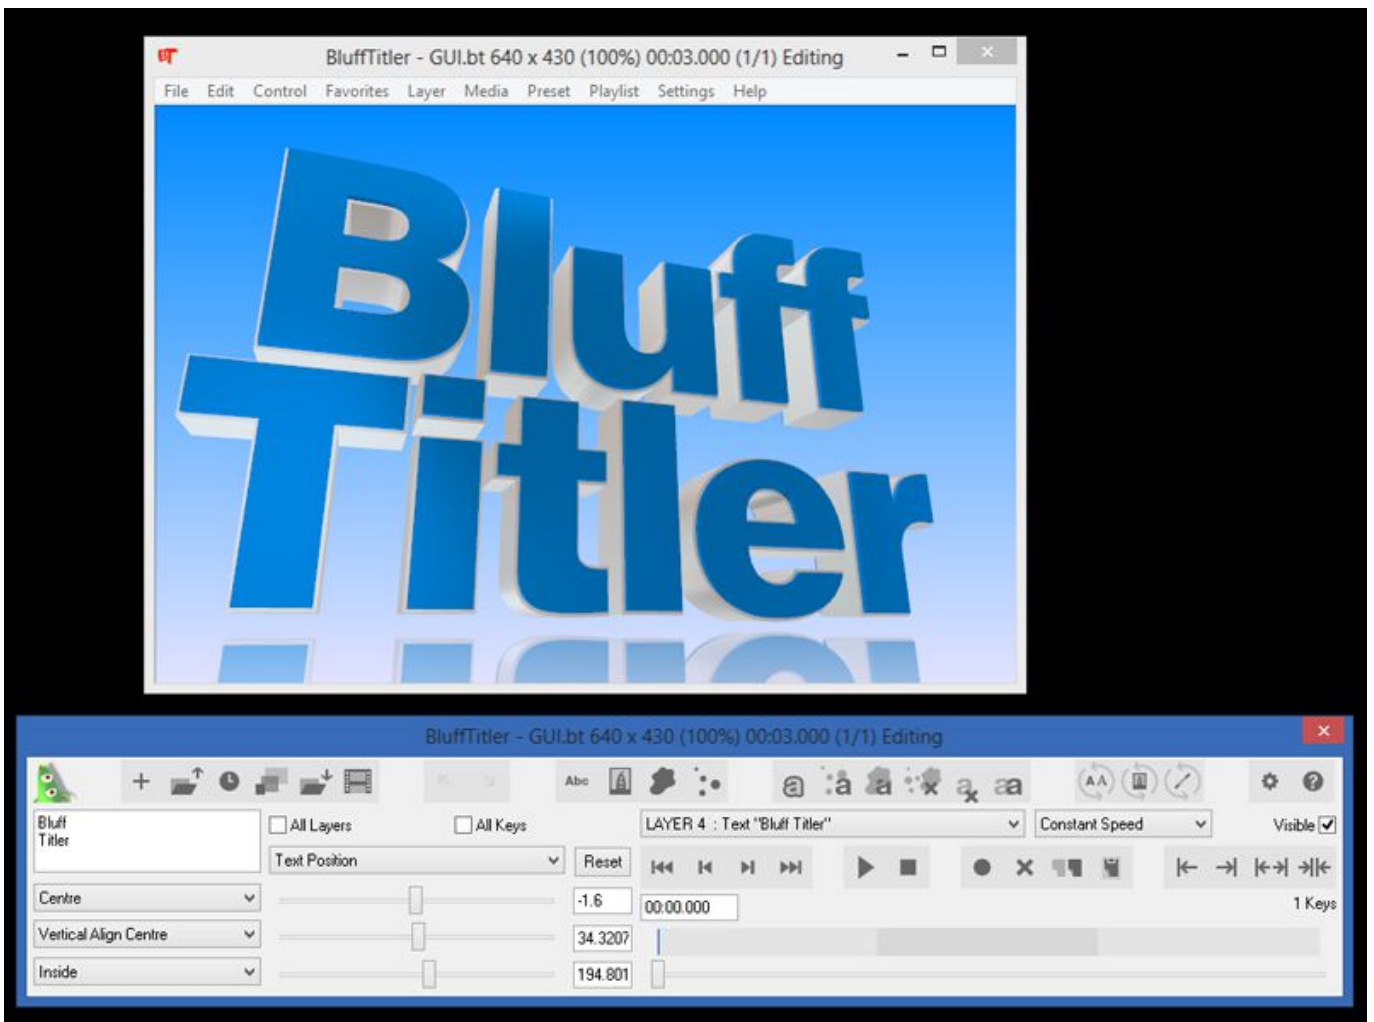 BluffTitler - GUI.bt 640 x 430 (100%) 00:03.000 (1/1) Editing
File Edit Control Favorites Layer Media Preset Playlist Settings Help
Bluff
Titler
BluffTitler - GUI.bt 640 x 430 (100%) 00:03.000 (1/1) Editing
Abc a a a a aa AA
Bluff
Titler
All Layers All Keys LAYER 4 : Text "Bluff Titler" Constant Speed Visible
Text Position Reset
Centre -1.6 00:00.000 1 Keys
Vertical Align Centre 34.3207
Inside 194.801